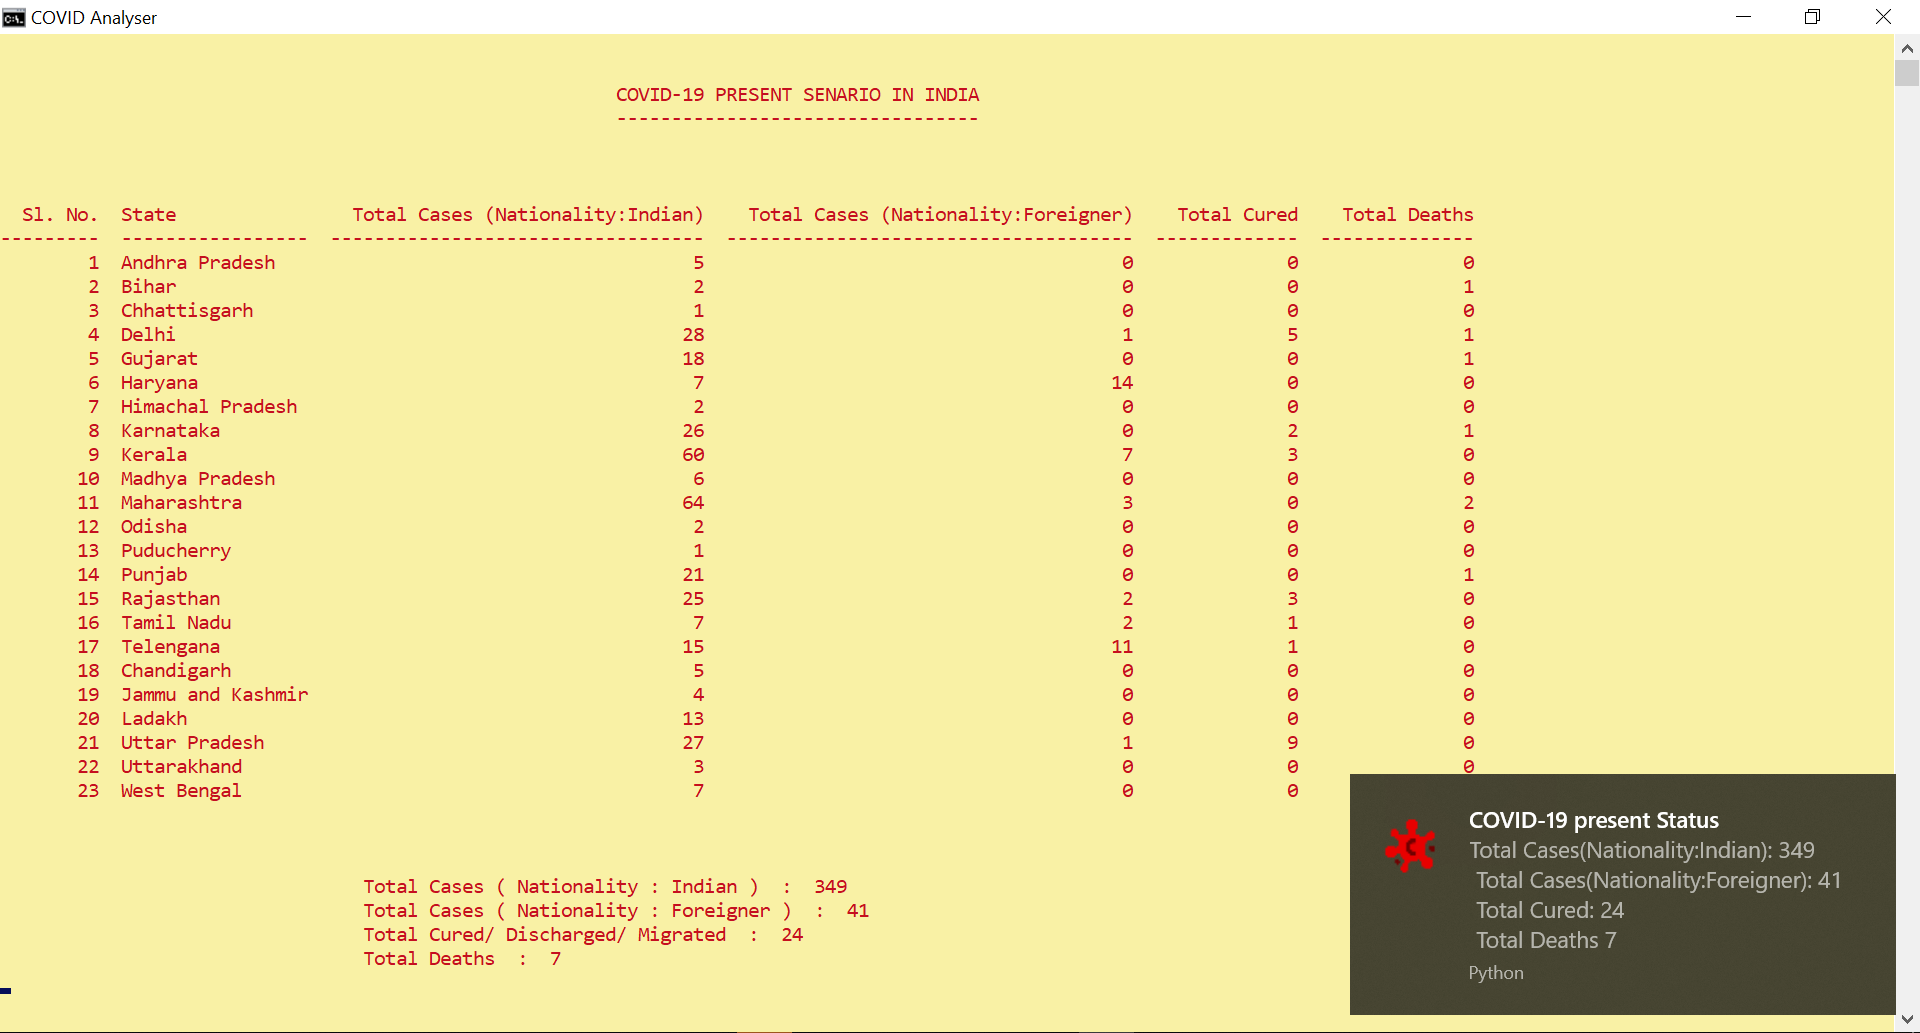 COVID Analyser
COVID-19 PRESENT SENARIO IN INDIA
---------------------------------
Sl. No.  State  Total Cases (Nationality:Indian)  Total Cases (Nationality:Foreigner)  Total Cured  Total Deaths
---------  -----------------  ----------------------------------  -------------------------------------  -------------  --------------
1  Andhra Pradesh  5  0  0  0
2  Bihar  2  0  0  1
3  Chhattisgarh  1  0  0  0
4  Delhi  28  1  5  1
5  Gujarat  18  0  0  1
6  Haryana  7  14  0  0
7  Himachal Pradesh  2  0  0  0
8  Karnataka  26  0  2  1
9  Kerala  60  7  3  0
10  Madhya Pradesh  6  0  0  0
11  Maharashtra  64  3  0  2
12  Odisha  2  0  0  0
13  Puducherry  1  0  0  0
14  Punjab  21  0  0  1
15  Rajasthan  25  2  3  0
16  Tamil Nadu  7  2  1  0
17  Telengana  15  11  1  0
18  Chandigarh  5  0  0  0
19  Jammu and Kashmir  4  0  0  0
20  Ladakh  13  0  0  0
21  Uttar Pradesh  27  1  9  0
22  Uttarakhand  3  0  0  0
23  West Bengal  7  0  0
Total Cases ( Nationality : Indian )  :  349
Total Cases ( Nationality : Foreigner )  :  41
Total Cured/ Discharged/ Migrated  :  24
Total Deaths  :  7
COVID-19 present Status
Total Cases(Nationality:Indian): 349
Total Cases(Nationality:Foreigner): 41
Total Cured: 24
Total Deaths 7
Python